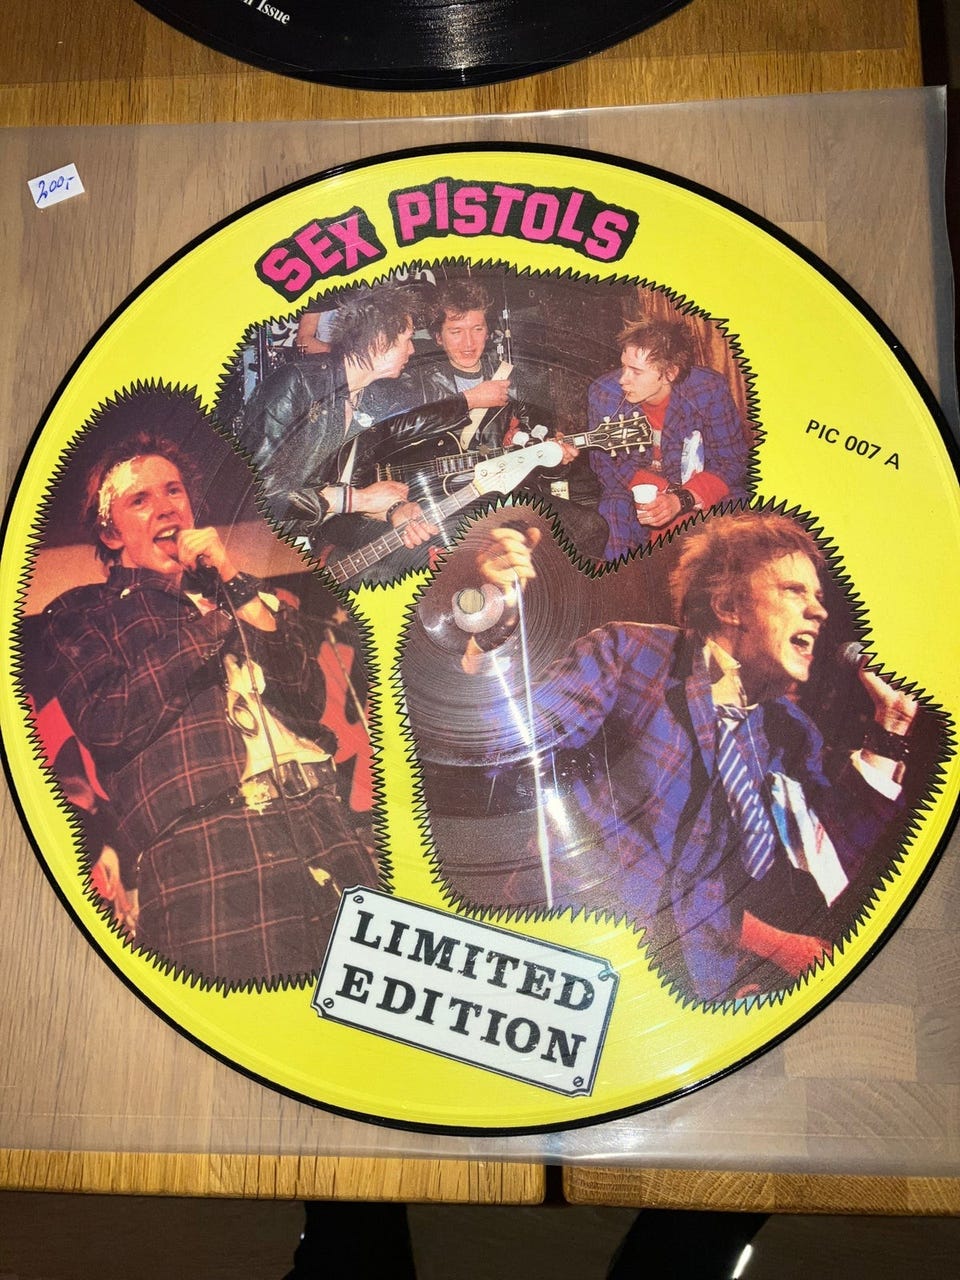 Issue
200,-
SEX PISTOLS
PIC 007 A
LIMITED
EDITION